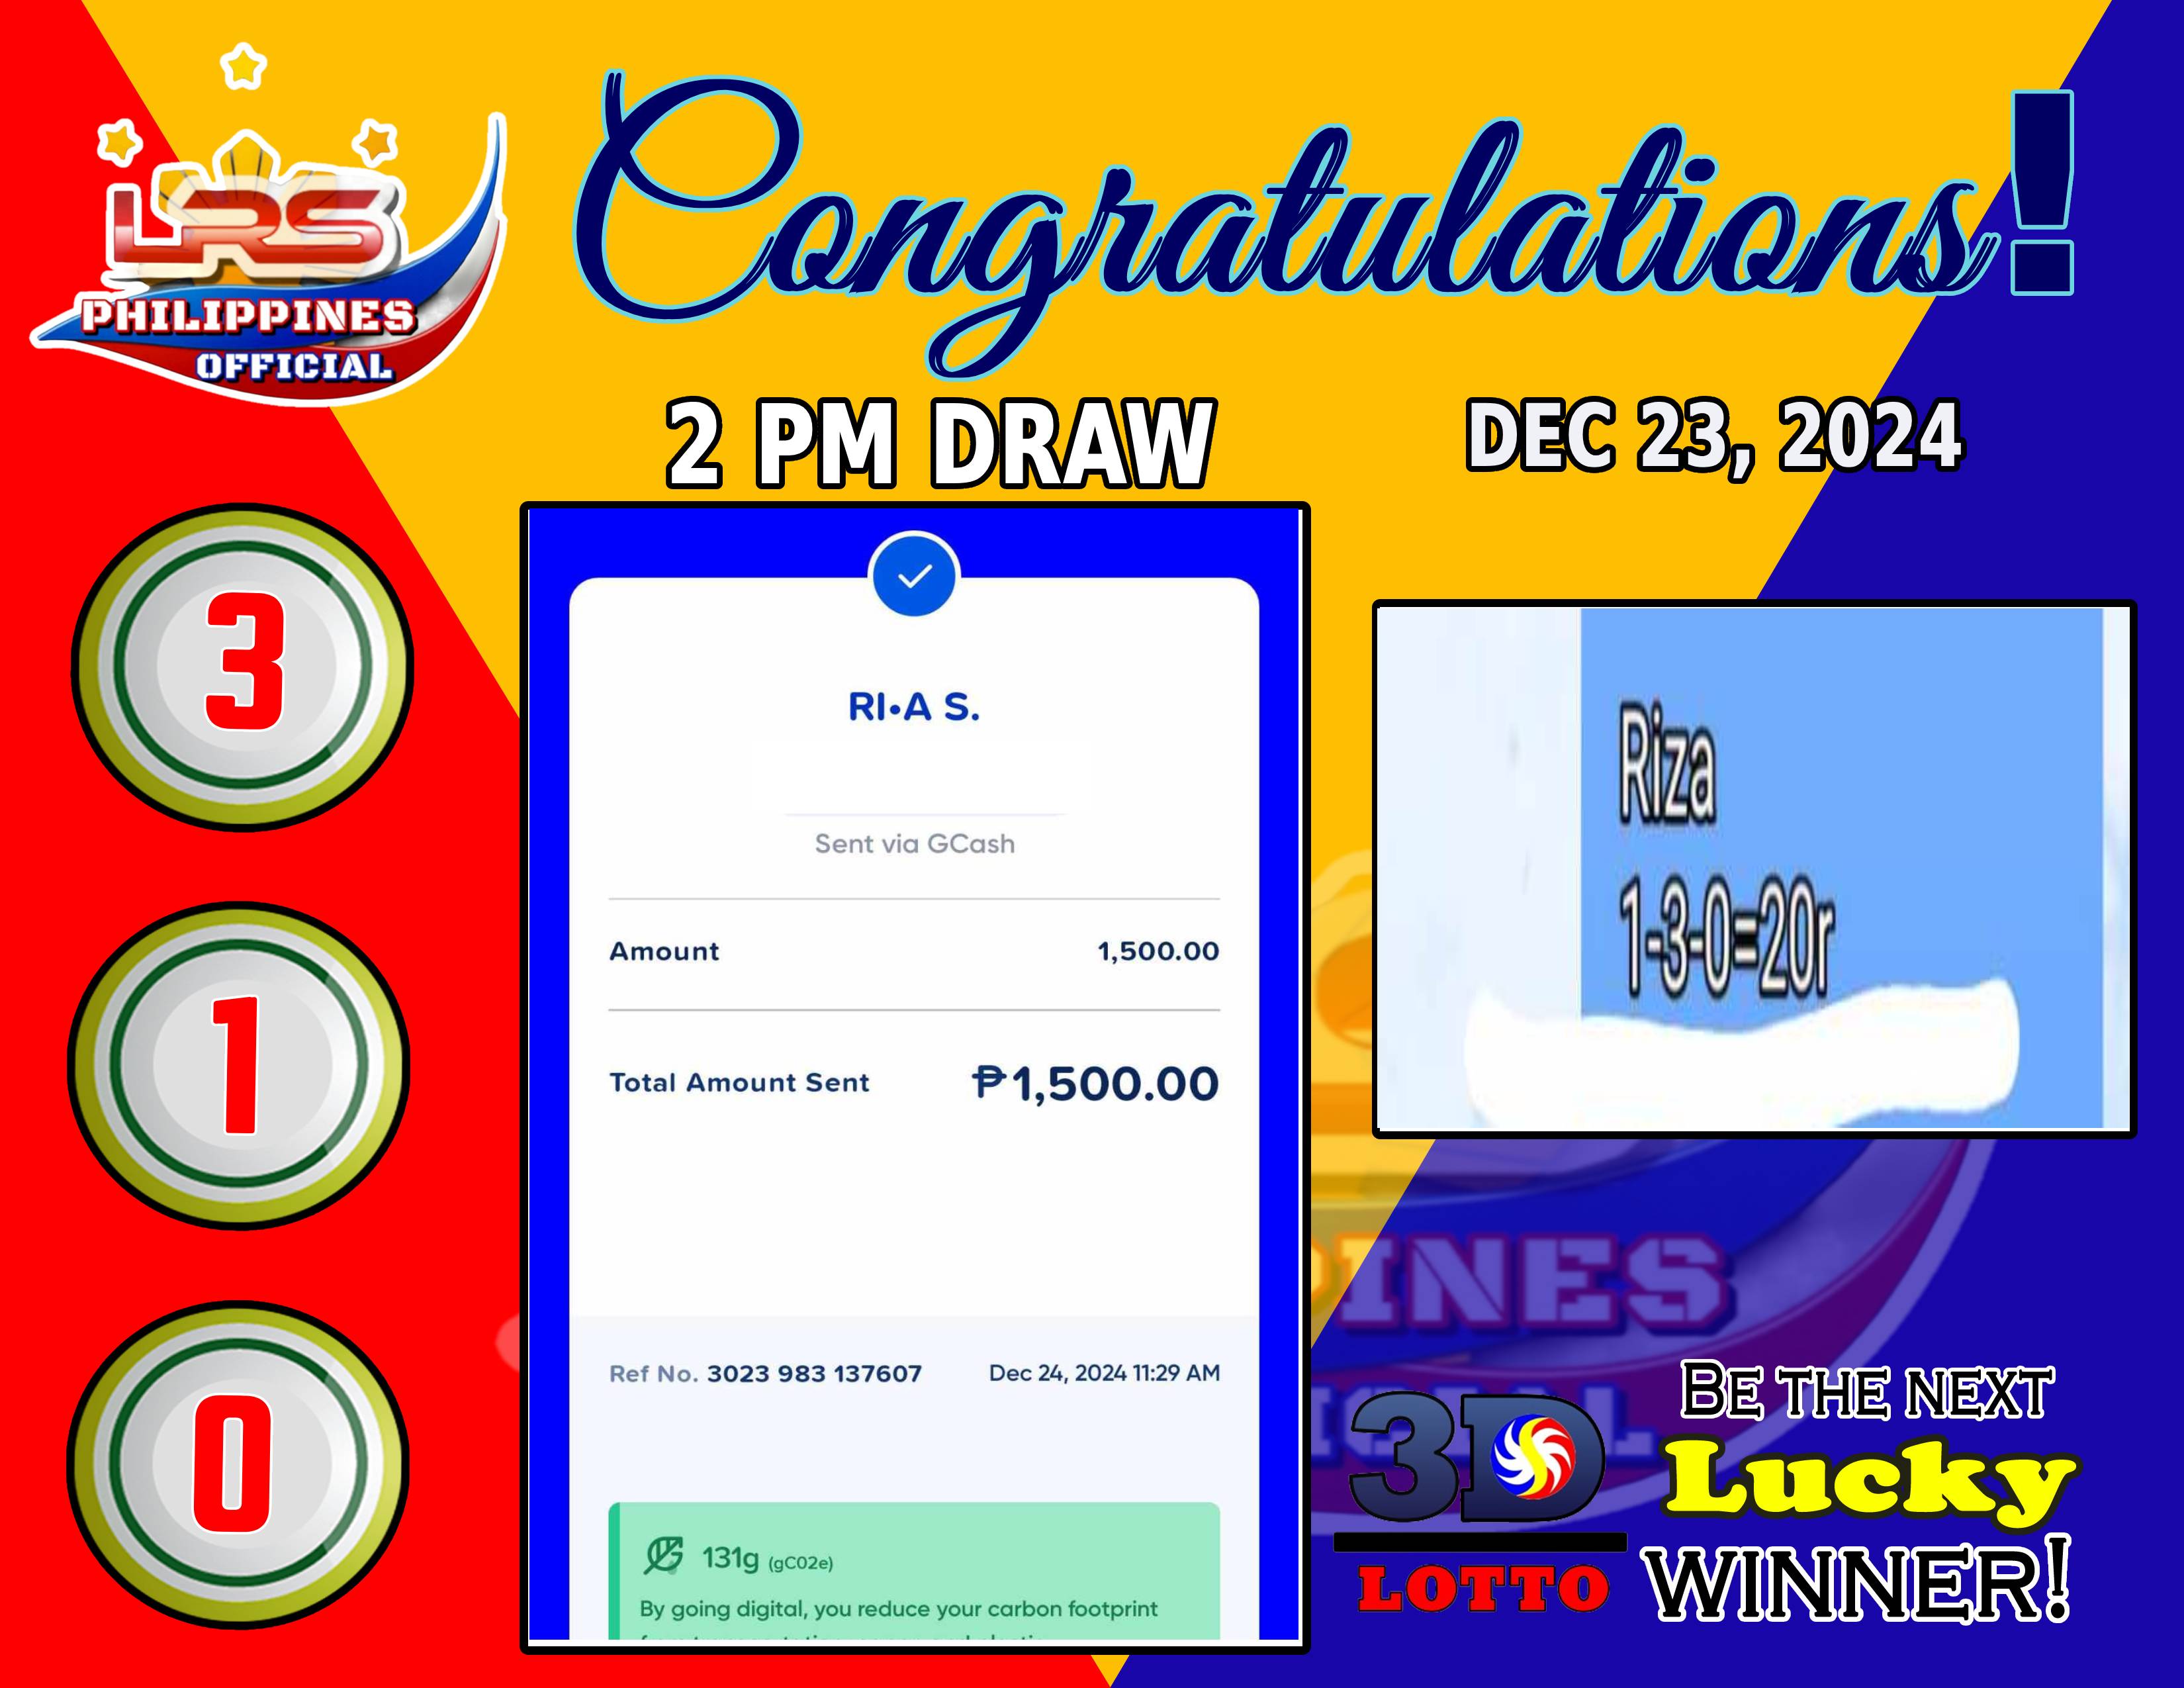 LRS
PHILIPPINES
OFFICIAL
Congratulations!
2 PM DRAW
DEC 23, 2024
3
1
0
RI•A S.
Sent via GCash
Amount 1,500.00
Total Amount Sent ₱1,500.00
Ref No. 3023 983 137607 Dec 24, 2024 11:29 AM
131g (gC02e)
By going digital, you reduce your carbon footprint
Riza
1-3-0=20r
PINES
3D
LOTTO
BE THE NEXT
Lucky
WINNER!